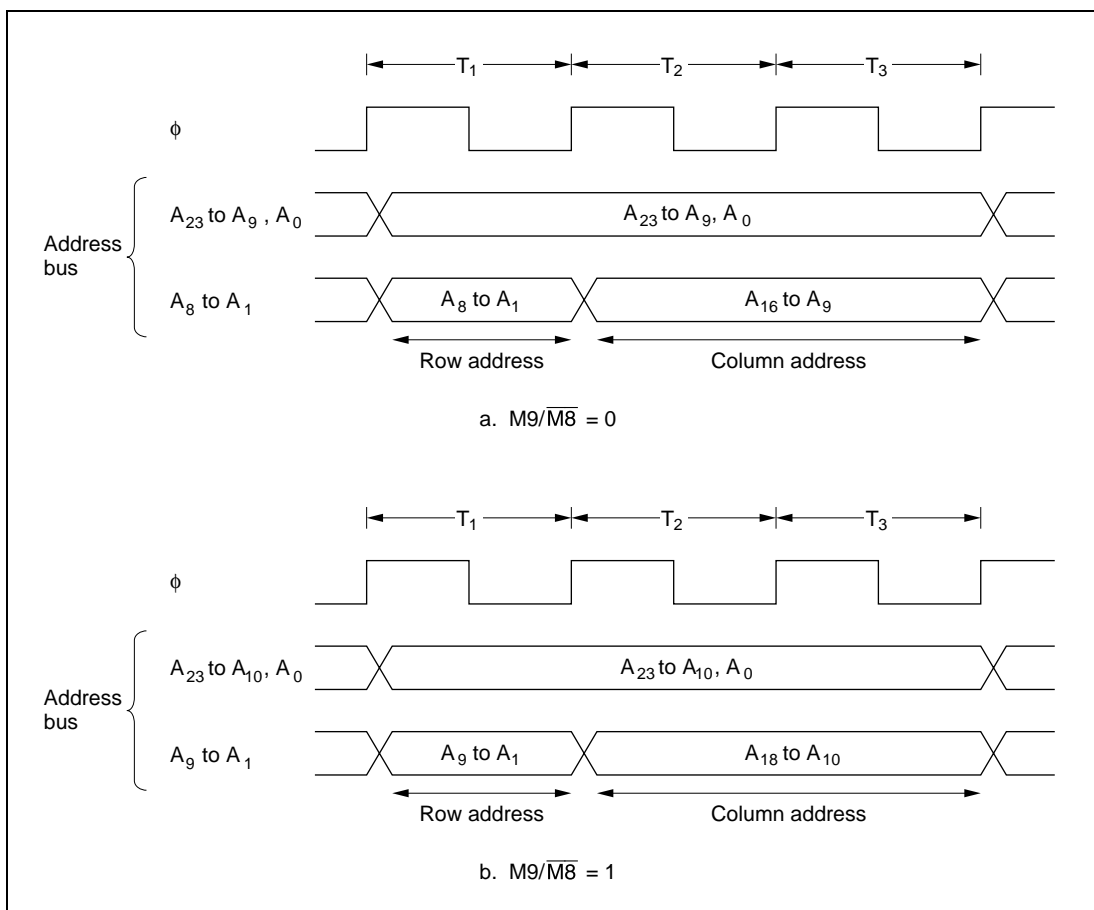 T₁ T₂ T₃
φ
Address bus
A₂₃ to A₉ , A₀
A₂₃ to A₉, A₀
A₈ to A₁
A₈ to A₁
A₁₆ to A₉
Row address
Column address
a. M9/M̅8̅ = 0
T₁ T₂ T₃
φ
Address bus
A₂₃ to A₁₀, A₀
A₂₃ to A₁₀, A₀
A₉ to A₁
A₉ to A₁
A₁₈ to A₁₀
Row address
Column address
b. M9/M̅8̅ = 1